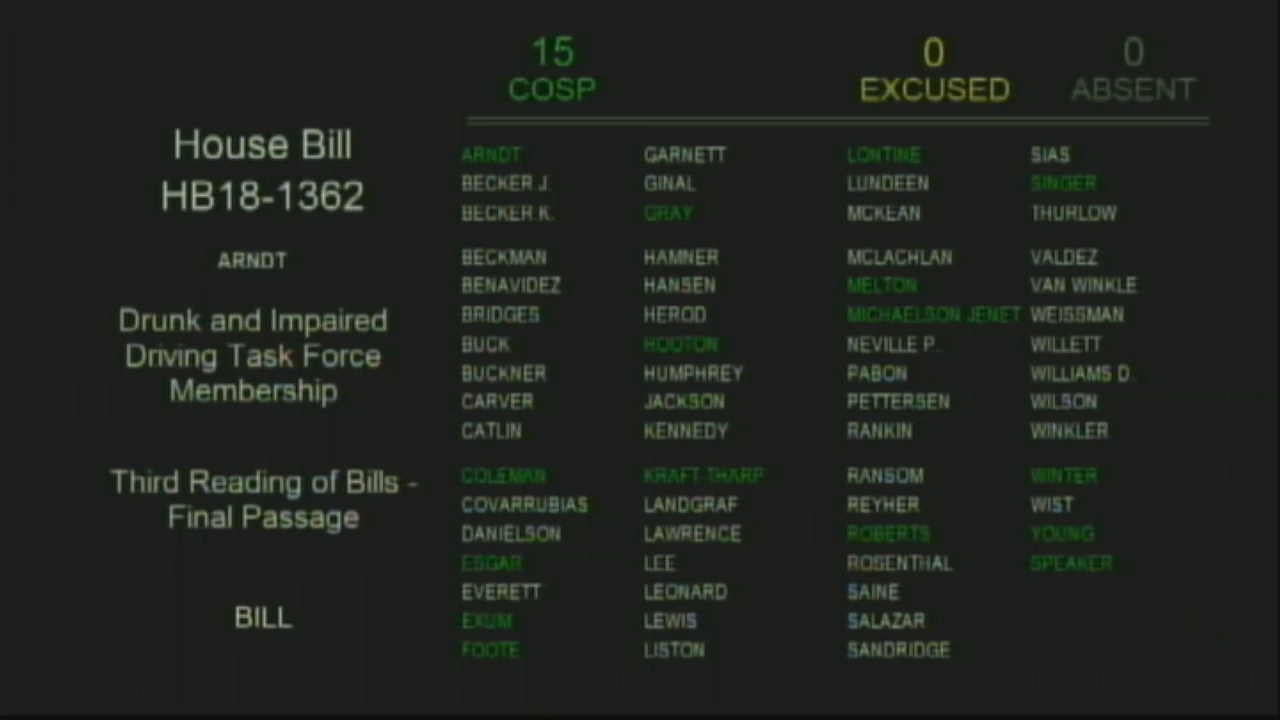 15
COSP
0
EXCUSED
0
ABSENT
House Bill
HB18-1362
ARNDT
Drunk and Impaired
Driving Task Force
Membership
Third Reading of Bills -
Final Passage
BILL
ARNDT
BECKER J.
BECKER K.
BECKMAN
BENAVIDEZ
BRIDGES
BUCK
BUCKNER
CARVER
CATLIN
COLEMAN
COVARRUBIAS
DANIELSON
ESGAR
EVERETT
EXUM
FOOTE
GARNETT
GINAL
GRAY
HAMNER
HANSEN
HEROD
HOOTON
HUMPHREY
JACKSON
KENNEDY
KRAFT-THARP
LANDGRAF
LAWRENCE
LEE
LEONARD
LEWIS
LISTON
LONTINE
LUNDEEN
MCKEAN
MCLACHLAN
MELTON
MICHAELSON JENET
NEVILLE P.
PABON
PETTERSEN
RANKIN
RANSOM
REYHER
ROBERTS
ROSENTHAL
SAINE
SALAZAR
SANDRIDGE
SIAS
SINGER
THURLOW
VALDEZ
VAN WINKLE
WEISSMAN
WILLETT
WILLIAMS D.
WILSON
WINKLER
WINTER
WIST
YOUNG
SPEAKER